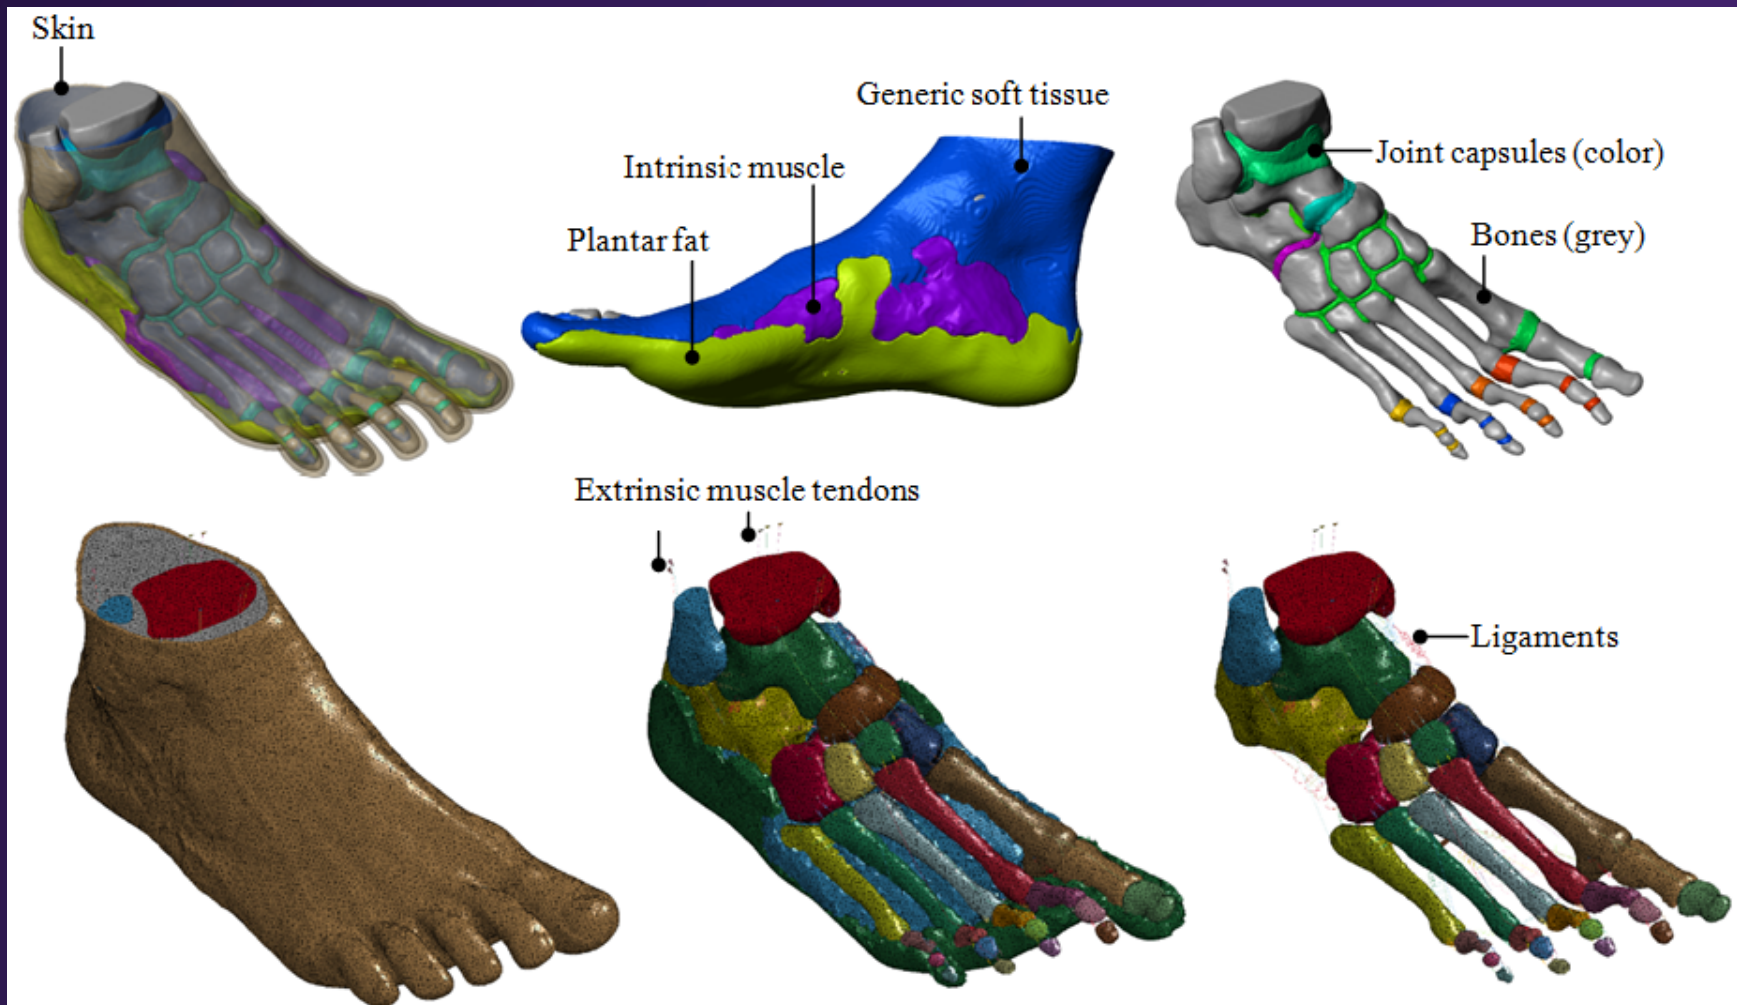 Skin
Generic soft tissue
Intrinsic muscle
Plantar fat
Joint capsules (color)
Bones (grey)
Extrinsic muscle tendons
Ligaments